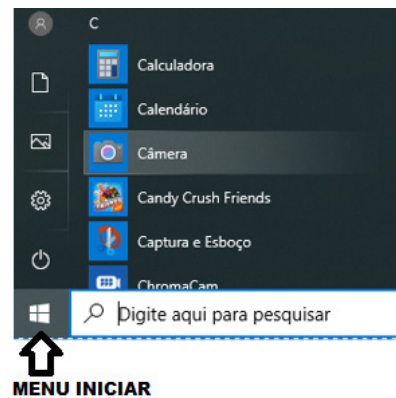 C
Calculadora
Calendário
Câmera
Candy Crush Friends
Captura e Esboço
ChromaCam
Digite aqui para pesquisar
MENU INICIAR